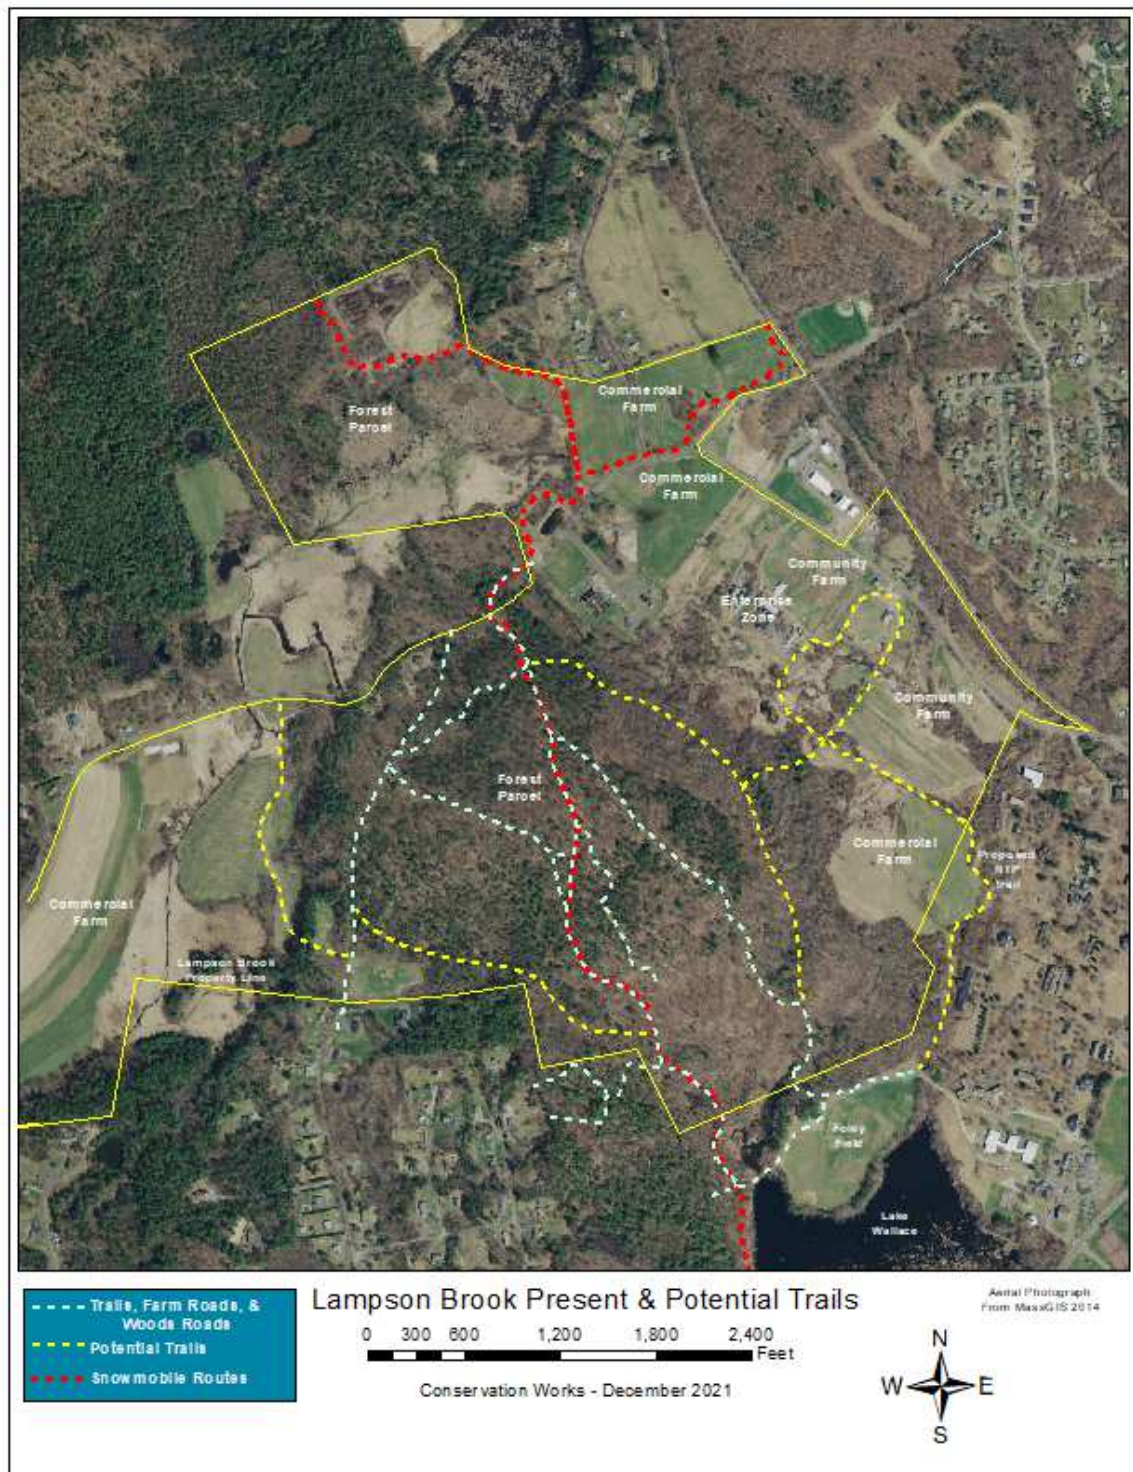 Forest
Parcel
Commercial
Farm
Commercial
Farm
Community
Farm
Enterprise
Zone
Community
Farm
Forest
Parcel
Commercial
Farm
Proposed
Trail
Commercial
Farm
Lampson Brook
Property Line
Foley
Field
Lake
Wallace
Trails, Farm Roads, &
Woods Roads
Potential Trails
Snowmobile Routes
Lampson Brook Present & Potential Trails
0 300 600 1,200 1,800 2,400
Feet
Conservation Works - December 2021
Aerial Photograph
From MassGIS 2014
N
W E
S